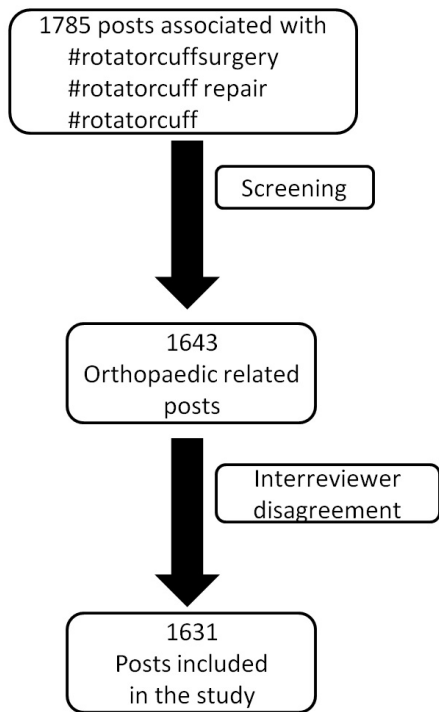 1785 posts associated with
#rotatorcuffsurgery
#rotatorcuff repair
#rotatorcuff
Screening
1643
Orthopaedic related
posts
Interreviewer
disagreement
1631
Posts included
in the study